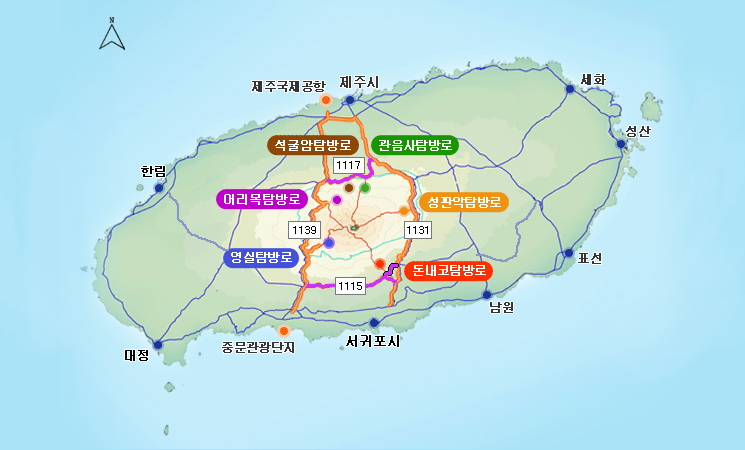 N
제주국제공항
제주시
세화
석굴암탐방로
관음사탐방로
성산
1117
한림
어리목탐방로
성판악탐방로
1139
1131
영실탐방로
돈내코탐방로
표선
1115
남원
대정
중문관광단지
서귀포시